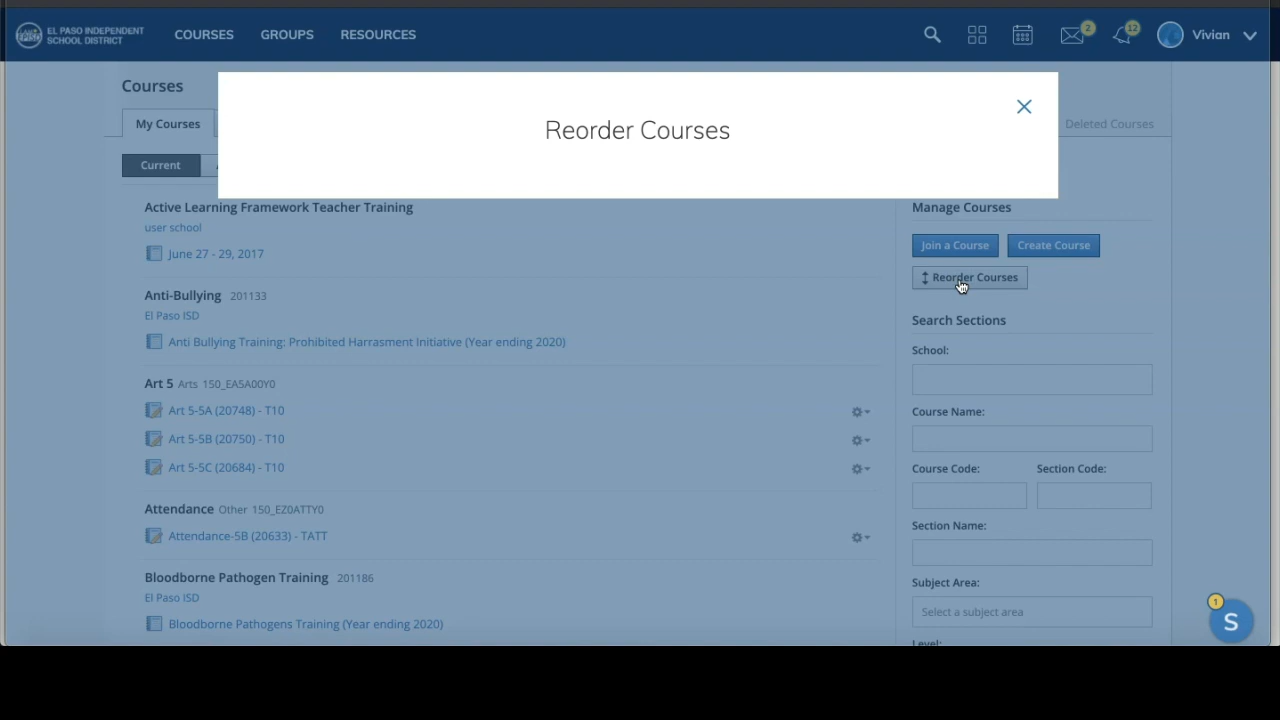 EL PASO INDEPENDENT
SCHOOL DISTRICT
COURSES GROUPS RESOURCES
2 12 Vivian
Courses
Reorder Courses
My Courses Deleted Courses
Current
Active Learning Framework Teacher Training
user school
June 27 - 29, 2017
Anti-Bullying 201133
El Paso ISD
Anti Bullying Training: Prohibited Harrasment Initiative (Year ending 2020)
Art 5 Arts 150_EA5A00Y0
Art 5-5A (20748) - T10
Art 5-5B (20750) - T10
Art 5-5C (20684) - T10
Attendance Other 150_EZ0ATTY0
Attendance-5B (20633) - TATT
Bloodborne Pathogen Training 201186
El Paso ISD
Bloodborne Pathogens Training (Year ending 2020)
Manage Courses
Join a Course Create Course
Reorder Courses
Search Sections
School:
Course Name:
Course Code: Section Code:
Section Name:
Subject Area:
Select a subject area
Level:
1
S